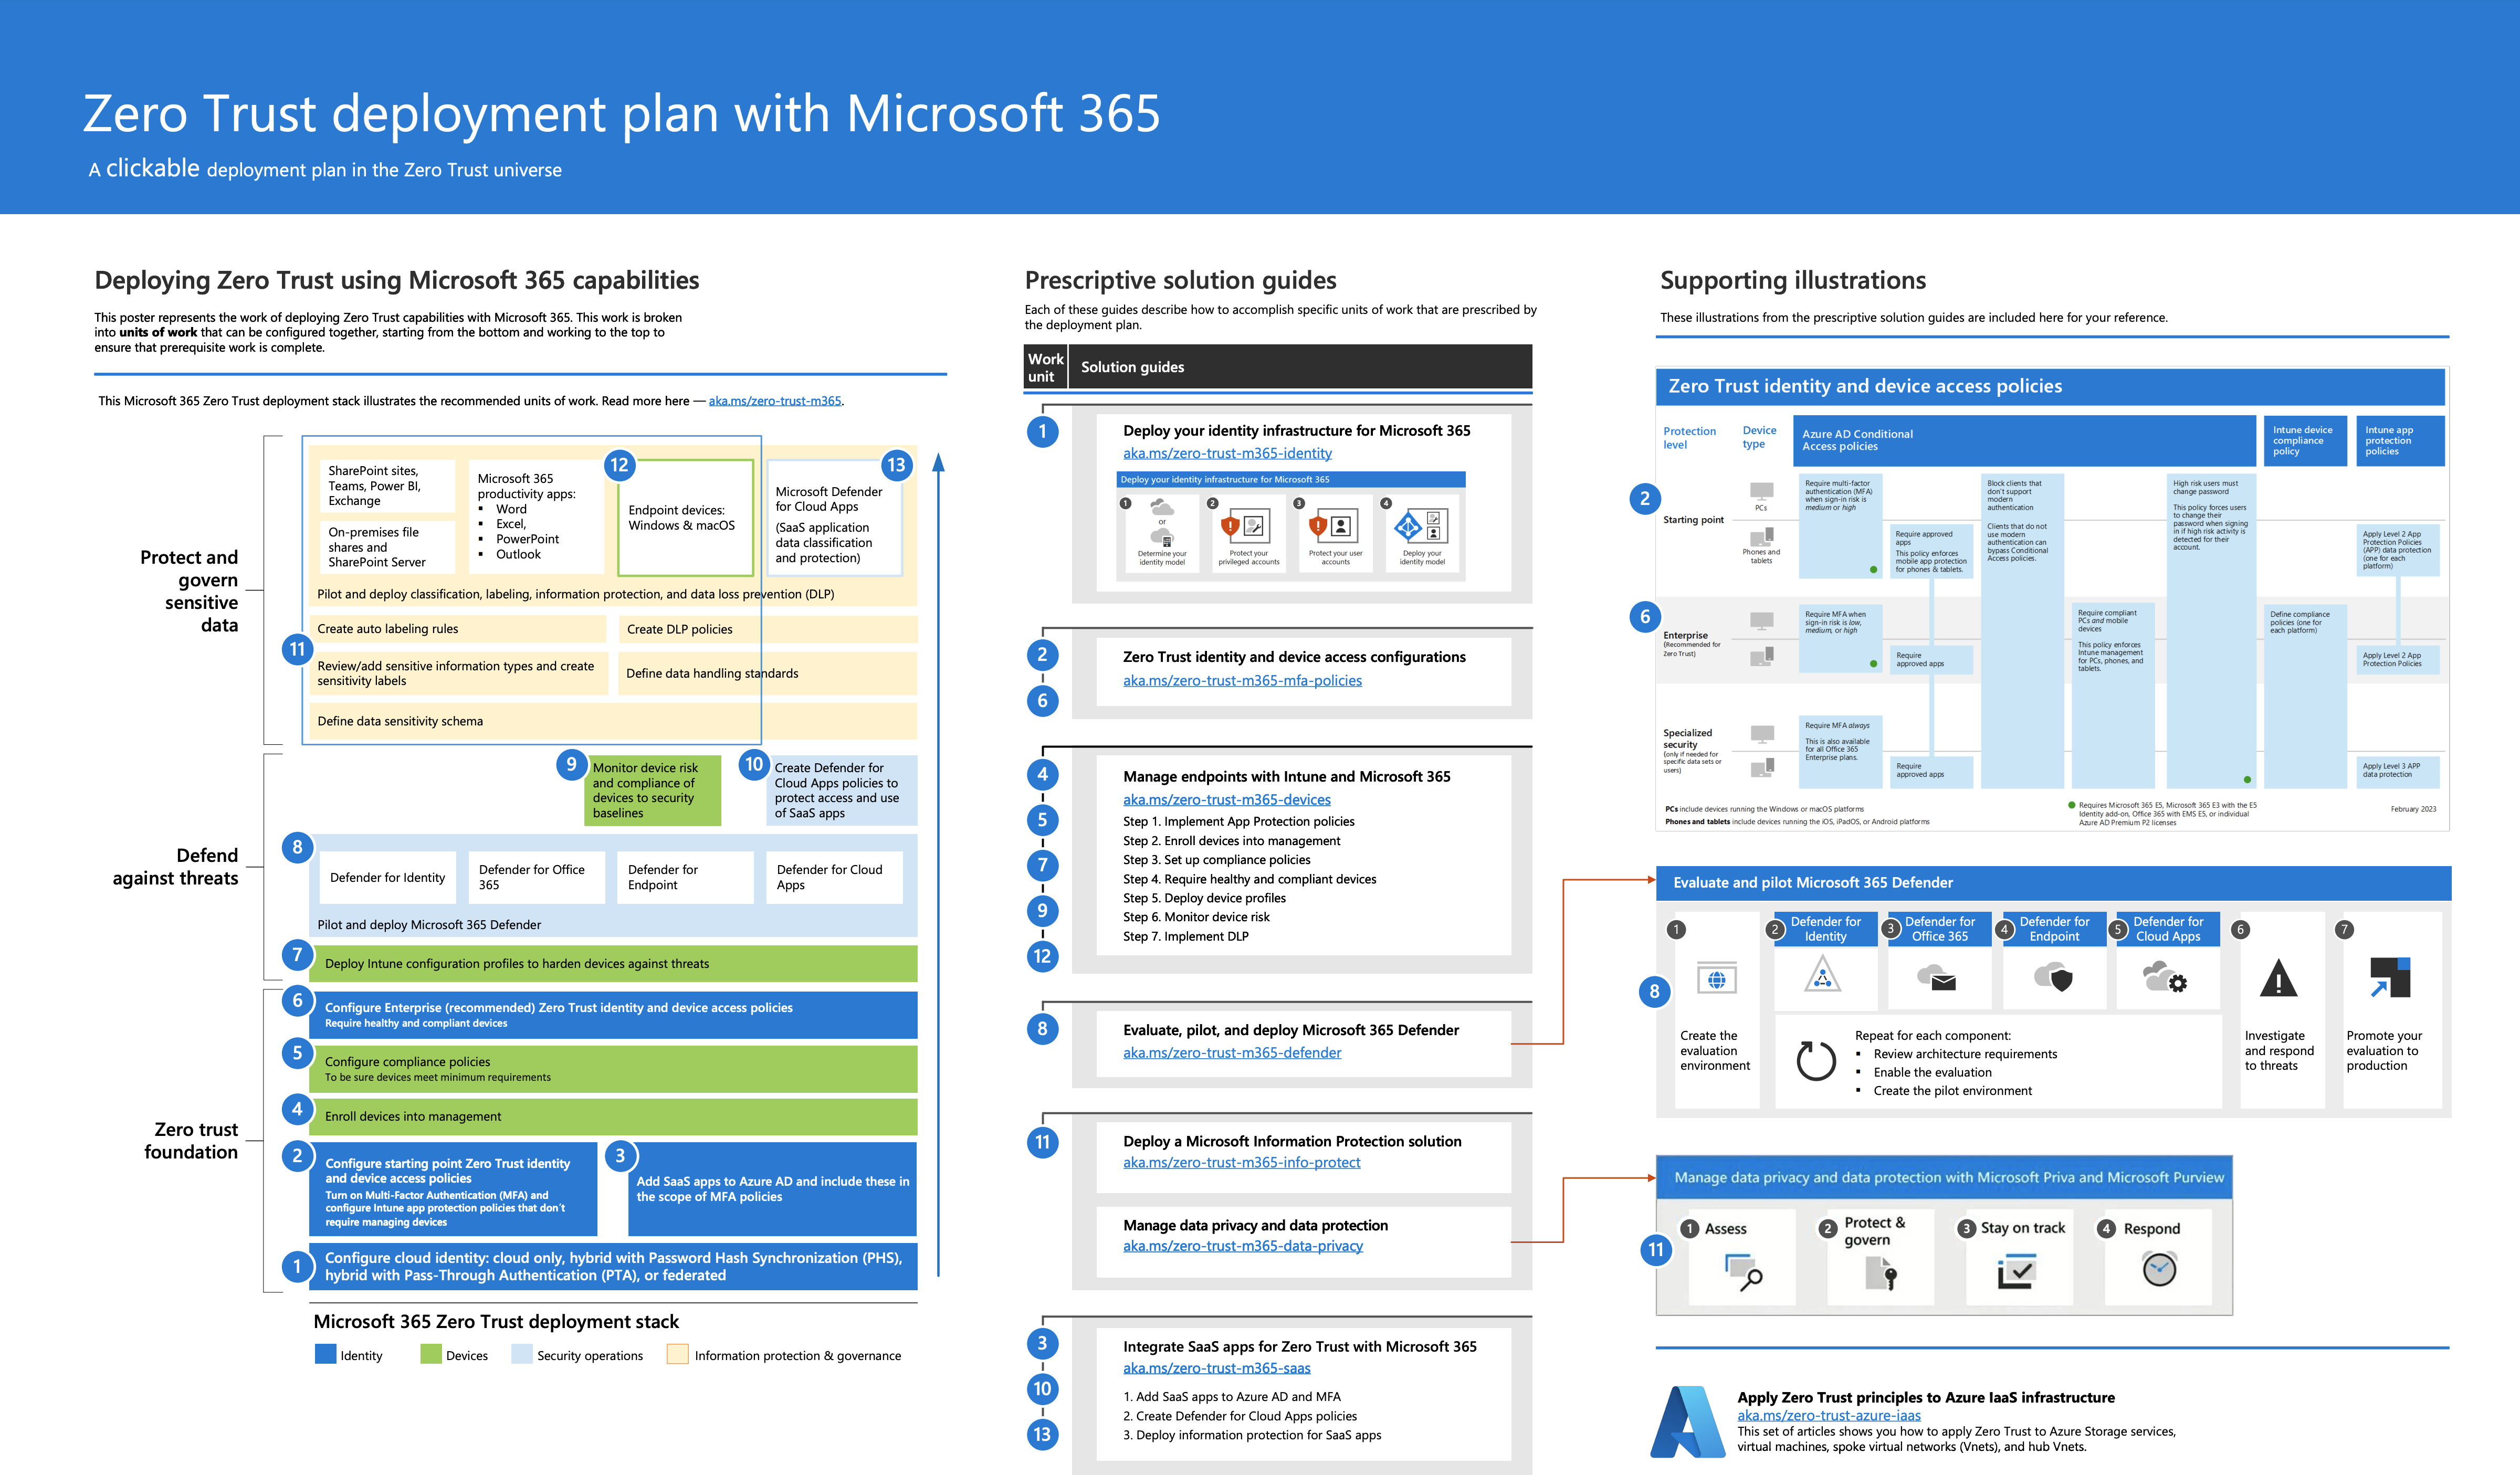 Zero Trust deployment plan with Microsoft 365
A clickable deployment plan in the Zero Trust universe
Deploying Zero Trust using Microsoft 365 capabilities
This poster represents the work of deploying Zero Trust capabilities with Microsoft 365. This work is broken
into units of work that can be configured together, starting from the bottom and working to the top to
ensure that prerequisite work is complete.
This Microsoft 365 Zero Trust deployment stack illustrates the recommended units of work. Read more here — aka.ms/zero-trust-m365.
Protect and
govern
sensitive
data
SharePoint sites,
Teams, Power BI,
Exchange
On-premises file
shares and
SharePoint Server
Microsoft 365
productivity apps:
▪ Word
▪ Excel,
▪ PowerPoint
▪ Outlook
12
Endpoint devices:
Windows & macOS
13
Microsoft Defender
for Cloud Apps
(SaaS application
data classification
and protection)
Pilot and deploy classification, labeling, information protection, and data loss prevention (DLP)
Create auto labeling rules
Create DLP policies
11
Review/add sensitive information types and create
sensitivity labels
Define data handling standards
Define data sensitivity schema
Defend
against threats
9
Monitor device risk
and compliance of
devices to security
baselines
10
Create Defender for
Cloud Apps policies to
protect access and use
of SaaS apps
8
Defender for Identity
Defender for Office
365
Defender for
Endpoint
Defender for Cloud
Apps
Pilot and deploy Microsoft 365 Defender
7
Deploy Intune configuration profiles to harden devices against threats
Zero trust
foundation
6
Configure Enterprise (recommended) Zero Trust identity and device access policies
Require healthy and compliant devices
5
Configure compliance policies
To be sure devices meet minimum requirements
4
Enroll devices into management
2
Configure starting point Zero Trust identity
and device access policies
Turn on Multi-Factor Authentication (MFA) and
configure Intune app protection policies that don't
require managing devices
3
Add SaaS apps to Azure AD and include these in
the scope of MFA policies
1
Configure cloud identity: cloud only, hybrid with Password Hash Synchronization (PHS),
hybrid with Pass-Through Authentication (PTA), or federated
Microsoft 365 Zero Trust deployment stack
Identity
Devices
Security operations
Information protection & governance
Prescriptive solution guides
Each of these guides describe how to accomplish specific units of work that are prescribed by
the deployment plan.
Work
unit
Solution guides
1
Deploy your identity infrastructure for Microsoft 365
aka.ms/zero-trust-m365-identity
Deploy your identity infrastructure for Microsoft 365
1
or
Determine your
identity model
2
Protect your
privileged accounts
3
Protect your user
accounts
4
Deploy your
identity model
2
6
Zero Trust identity and device access configurations
aka.ms/zero-trust-m365-mfa-policies
4
5
7
9
12
Manage endpoints with Intune and Microsoft 365
aka.ms/zero-trust-m365-devices
Step 1. Implement App Protection policies
Step 2. Enroll devices into management
Step 3. Set up compliance policies
Step 4. Require healthy and compliant devices
Step 5. Deploy device profiles
Step 6. Monitor device risk
Step 7. Implement DLP
8
Evaluate, pilot, and deploy Microsoft 365 Defender
aka.ms/zero-trust-m365-defender
11
Deploy a Microsoft Information Protection solution
aka.ms/zero-trust-m365-info-protect
Manage data privacy and data protection
aka.ms/zero-trust-m365-data-privacy
3
10
13
Integrate SaaS apps for Zero Trust with Microsoft 365
aka.ms/zero-trust-m365-saas
1. Add SaaS apps to Azure AD and MFA
2. Create Defender for Cloud Apps policies
3. Deploy information protection for SaaS apps
Supporting illustrations
These illustrations from the prescriptive solution guides are included here for your reference.
Zero Trust identity and device access policies
Protection
level
Device
type
Azure AD Conditional
Access policies
Intune device
compliance
policy
Intune app
protection
policies
2
Starting point
PCs
Phones and
tablets
Require multi-factor
authentication (MFA)
when sign-in risk is
medium or high
Require approved
apps
This policy enforces
mobile app protection
for phones & tablets.
Block clients that
don't support
modern
authentication
Clients that do not
use modern
authentication can
bypass Conditional
Access policies.
High risk users must
change password
This policy forces users
to change their
password when signing
in if high risk activity is
detected for their
account.
Apply Level 2 App
Protection Policies
(APP) data protection
(one for each
platform)
6
Enterprise
(Recommended for
Zero Trust)
Require MFA when
sign-in risk is low,
medium, or high
Require
approved apps
Require compliant
PCs and mobile
devices
This policy enforces
Intune management
for PCs, phones, and
tablets.
Define compliance
policies (one for
each platform)
Apply Level 2 App
Protection Policies
Specialized
security
(only if needed for
specific data sets or
users)
Require MFA always
This is also available
for all Office 365
Enterprise plans.
Require
approved apps
Apply Level 3 APP
data protection
PCs include devices running the Windows or macOS platforms
Phones and tablets include devices running the iOS, iPadOS, or Android platforms
Requires Microsoft 365 E5, Microsoft 365 E3 with the E5
Identity add-on, Office 365 with EMS E5, or individual
Azure AD Premium P2 licenses
February 2023
Evaluate and pilot Microsoft 365 Defender
8
1
Create the
evaluation
environment
2
Defender for
Identity
3
Defender for
Office 365
4
Defender for
Endpoint
5
Defender for
Cloud Apps
Repeat for each component:
▪ Review architecture requirements
▪ Enable the evaluation
▪ Create the pilot environment
6
Investigate
and respond
to threats
7
Promote your
evaluation to
production
Manage data privacy and data protection with Microsoft Priva and Microsoft Purview
11
1 Assess
2 Protect &
govern
3 Stay on track
4 Respond
Apply Zero Trust principles to Azure IaaS infrastructure
aka.ms/zero-trust-azure-iaas
This set of articles shows you how to apply Zero Trust to Azure Storage services,
virtual machines, spoke virtual networks (Vnets), and hub Vnets.